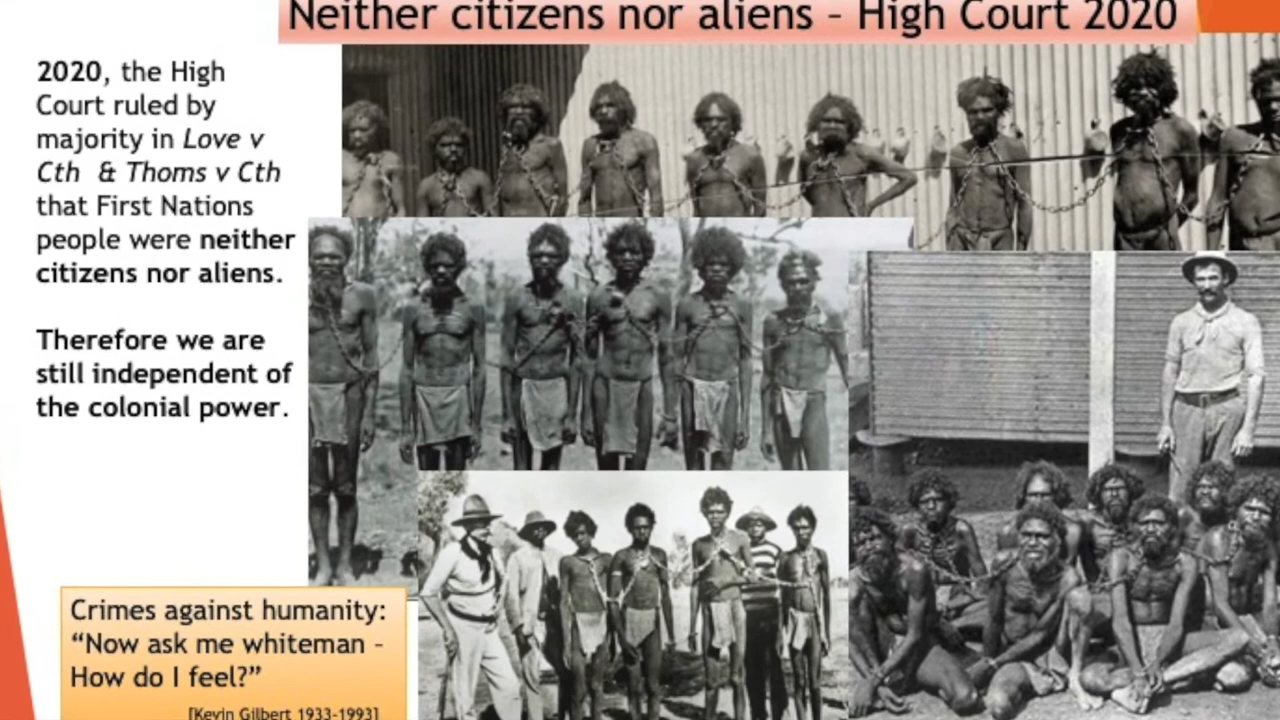 Neither citizens nor aliens – High Court 2020
2020, the High
Court ruled by
majority in Love v
Cth & Thoms v Cth
that First Nations
people were neither
citizens nor aliens.
Therefore we are
still independent of
the colonial power.
Crimes against humanity:
“Now ask me whiteman –
How do I feel?”
[Kevin Gilbert 1933-1993]